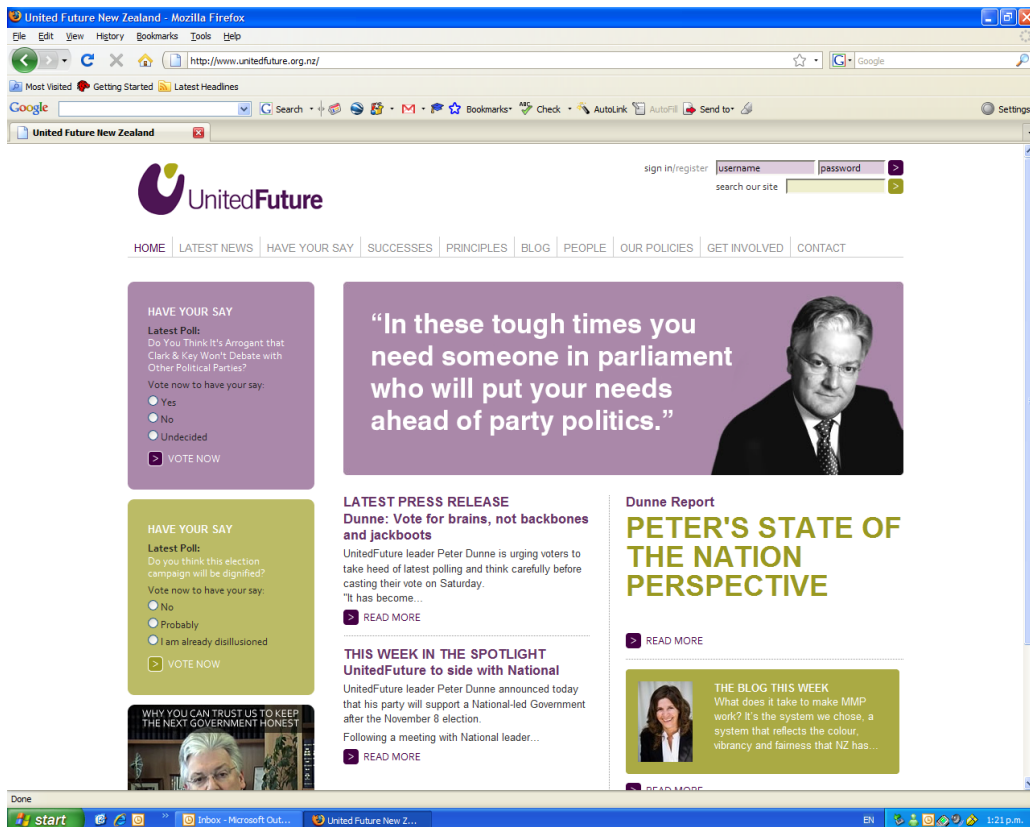 United Future New Zealand - Mozilla Firefox
File Edit View History Bookmarks Tools Help
http://www.unitedfuture.org.nz/
G Google
Most Visited Getting Started Latest Headlines
Google G Search Bookmarks ABC Check AutoLink AutoFill Send to Settings
United Future New Zealand
sign in/register username password >
UnitedFuture
search our site >
HOME LATEST NEWS HAVE YOUR SAY SUCCESSES PRINCIPLES BLOG PEOPLE OUR POLICIES GET INVOLVED CONTACT
HAVE YOUR SAY
Latest Poll:
Do You Think It's Arrogant that
Clark & Key Won't Debate with
Other Political Parties?
Vote now to have your say:
Yes
No
Undecided
> VOTE NOW
“In these tough times you
need someone in parliament
who will put your needs
ahead of party politics.”
HAVE YOUR SAY
Latest Poll:
Do you think this election
campaign will be dignified?
Vote now to have your say:
No
Probably
I am already disillusioned
> VOTE NOW
WHY YOU CAN TRUST US TO KEEP
THE NEXT GOVERNMENT HONEST
LATEST PRESS RELEASE
Dunne: Vote for brains, not backbones
and jackboots
UnitedFuture leader Peter Dunne is urging voters to
take heed of latest polling and think carefully before
casting their vote on Saturday.
"It has become...
> READ MORE
THIS WEEK IN THE SPOTLIGHT
UnitedFuture to side with National
UnitedFuture leader Peter Dunne announced today
that his party will support a National-led Government
after the November 8 election.
Following a meeting with National leader...
> READ MORE
Dunne Report
PETER'S STATE OF
THE NATION
PERSPECTIVE
> READ MORE
THE BLOG THIS WEEK
What does it take to make MMP
work? It's the system we chose, a
system that reflects the colour,
vibrancy and fairness that NZ has...
> READ MORE
Done
start Inbox - Microsoft Out... United Future New Z... EN 1:21 p.m.